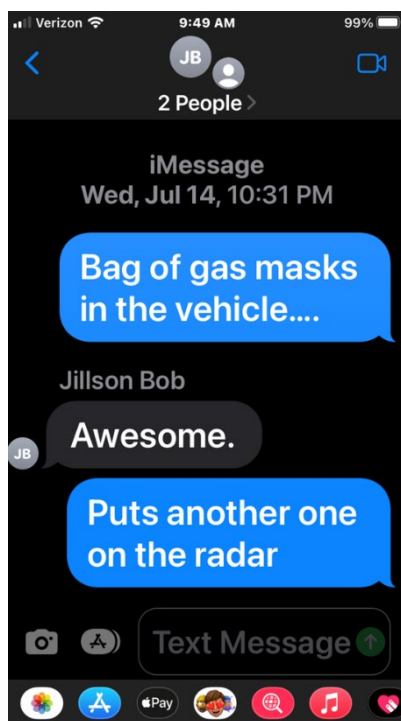 Verizon 9:49 AM 99%
JB
2 People
iMessage
Wed, Jul 14, 10:31 PM
Bag of gas masks
in the vehicle....
Jillson Bob
Awesome.
JB
Puts another one
on the radar
Text Message
Pay